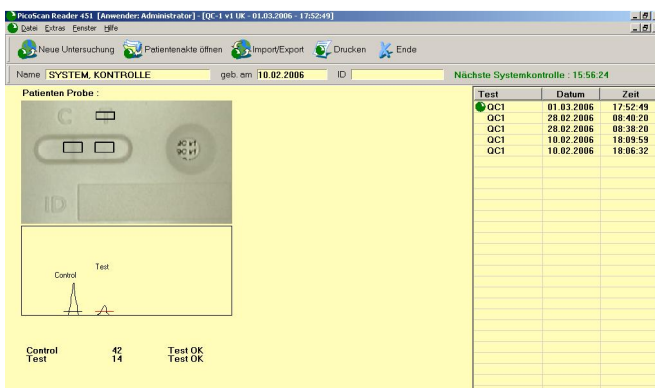 PicoScan Reader 451 [Anwender: Administrator] - [QC-1 v1 UK - 01.03.2006 - 17:52:49]
Datei Extras Fenster Hilfe
Neue Untersuchung Patientenakte öffnen Import/Export Drucken Ende
Name SYSTEM, KONTROLLE geb. am 10.02.2006 ID Nächste Systemkontrolle : 15:56:24
Patienten Probe :
C T
QC v1
QC v1
ID
Control Test
Control 42 Test OK
Test 14 Test OK
Test Datum Zeit
QC1 01.03.2006 17:52:49
QC1 28.02.2006 08:40:20
QC1 28.02.2006 08:38:20
QC1 10.02.2006 18:09:59
QC1 10.02.2006 18:06:32